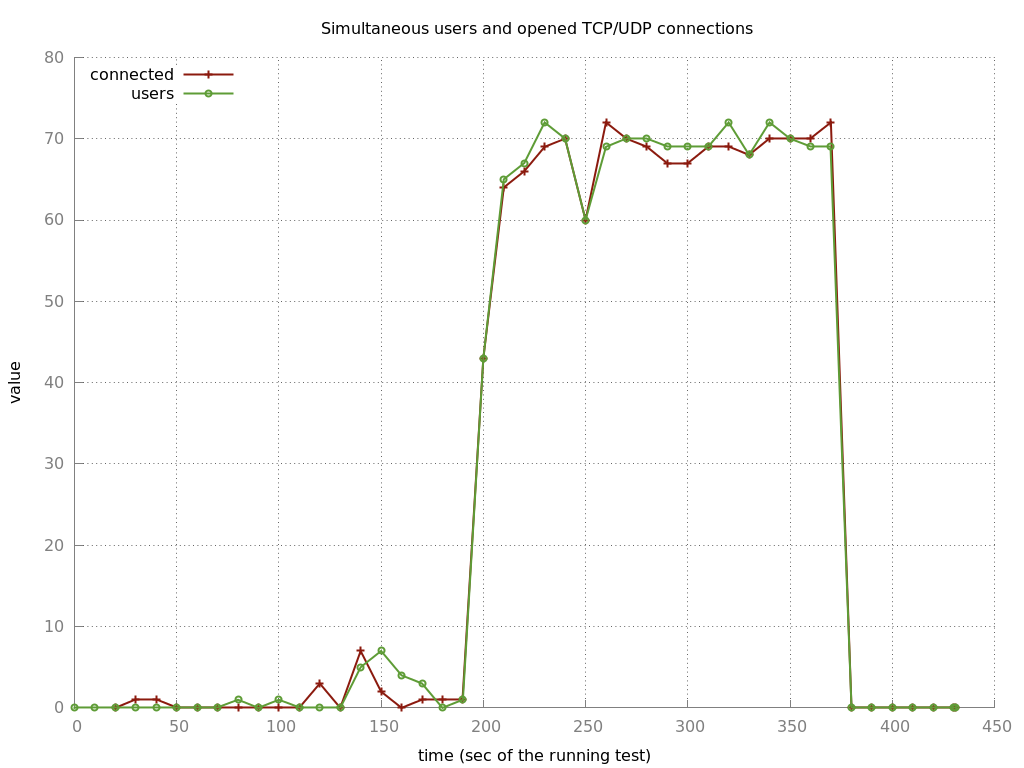 Simultaneous users and opened TCP/UDP connections
80
connected
users
70
60
50
value
40
30
20
10
0
0 50 100 150 200 250 300 350 400 450
time (sec of the running test)